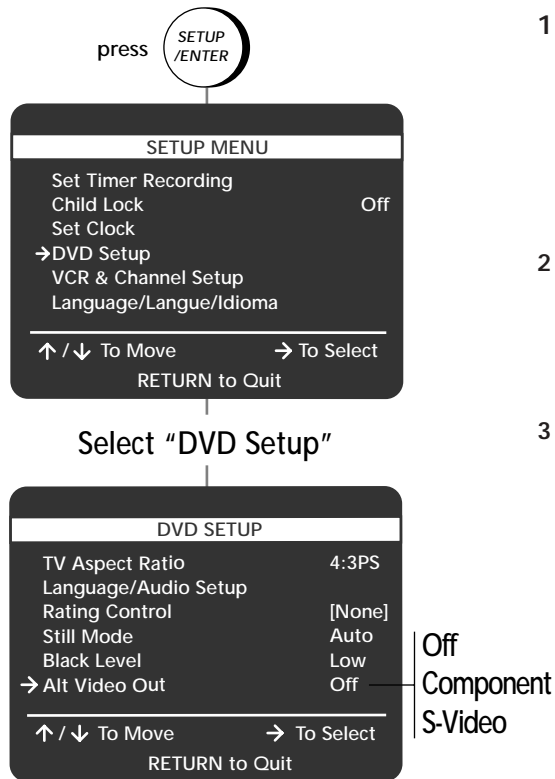 press SETUP /ENTER
1
SETUP MENU
Set Timer Recording
Child Lock Off
Set Clock
→DVD Setup
VCR & Channel Setup
Language/Langue/Idioma
↑/↓ To Move → To Select
RETURN to Quit
2
Select “DVD Setup”
3
DVD SETUP
TV Aspect Ratio 4:3PS
Language/Audio Setup
Rating Control [None]
Still Mode Auto
Black Level Low
→Alt Video Out Off
↑/↓ To Move → To Select
RETURN to Quit
Off
Component
S-Video